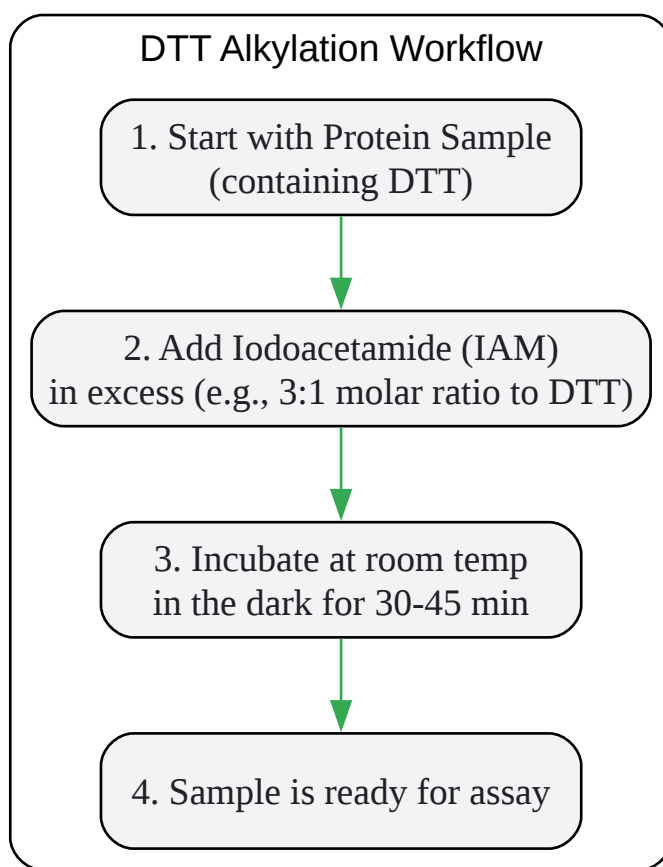 DTT Alkylation Workflow
1. Start with Protein Sample
(containing DTT)
2. Add Iodoacetamide (IAM)
in excess (e.g., 3:1 molar ratio to DTT)
3. Incubate at room temp
in the dark for 30-45 min
4. Sample is ready for assay